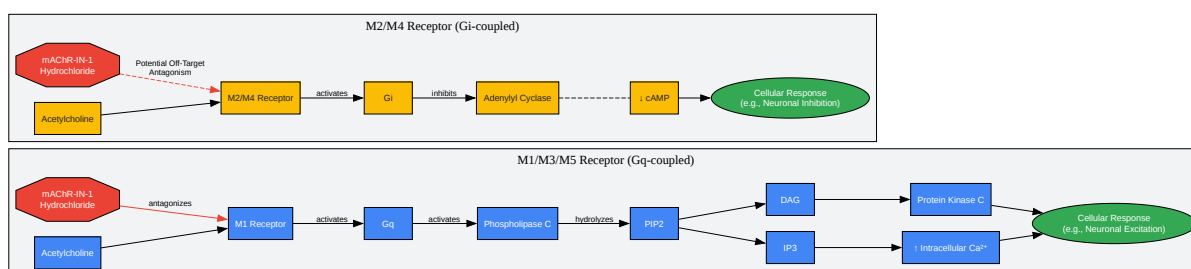 M2/M4 Receptor (Gi-coupled)
mAChR-IN-1
Hydrochloride
Potential Off-Target
Antagonism
Acetylcholine
M2/M4 Receptor
activates
Gi
inhibits
Adenylyl Cyclase
↓ cAMP
Cellular Response
(e.g., Neuronal Inhibition)
M1/M3/M5 Receptor (Gq-coupled)
mAChR-IN-1
Hydrochloride
antagonizes
Acetylcholine
M1 Receptor
activates
Gq
activates
Phospholipase C
hydrolyzes
PIP2
DAG
Protein Kinase C
IP3
↑ Intracellular Ca²⁺
Cellular Response
(e.g., Neuronal Excitation)